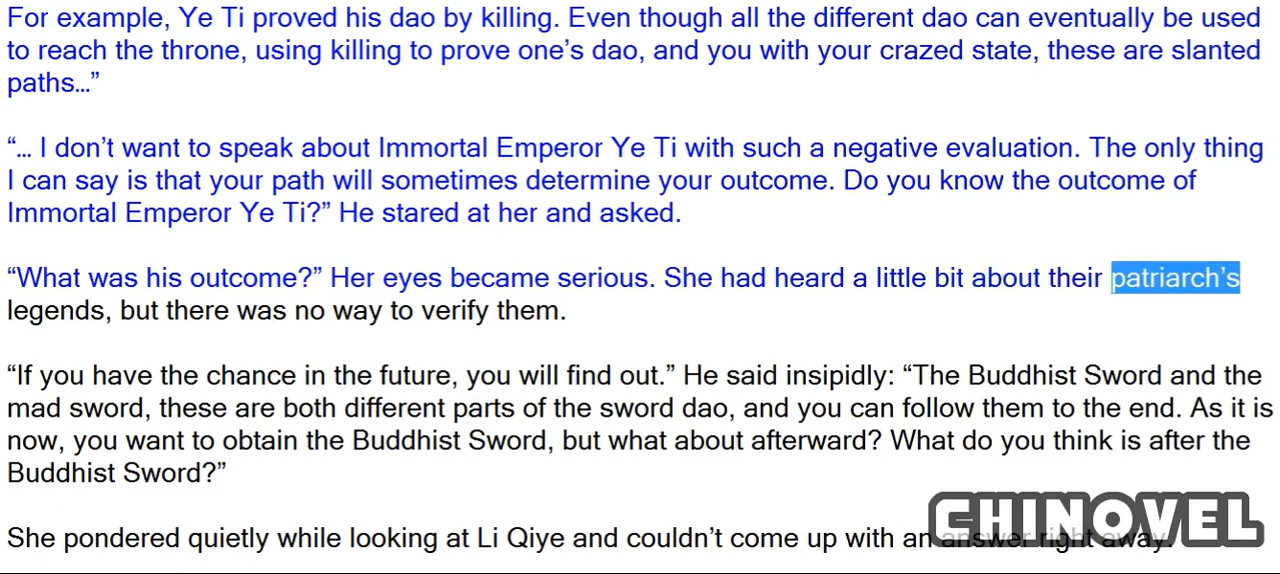 For example, Ye Ti proved his dao by killing. Even though all the different dao can eventually be used
to reach the throne, using killing to prove one’s dao, and you with your crazed state, these are slanted
paths…”
“… I don’t want to speak about Immortal Emperor Ye Ti with such a negative evaluation. The only thing
I can say is that your path will sometimes determine your outcome. Do you know the outcome of
Immortal Emperor Ye Ti?” He stared at her and asked.
“What was his outcome?” Her eyes became serious. She had heard a little bit about their patriarch’s
legends, but there was no way to verify them.
“If you have the chance in the future, you will find out.” He said insipidly: “The Buddhist Sword and the
mad sword, these are both different parts of the sword dao, and you can follow them to the end. As it is
now, you want to obtain the Buddhist Sword, but what about afterward? What do you think is after the
Buddhist Sword?”
She pondered quietly while looking at Li Qiye and couldn’t come up with an answer right away.
CHINOVEL